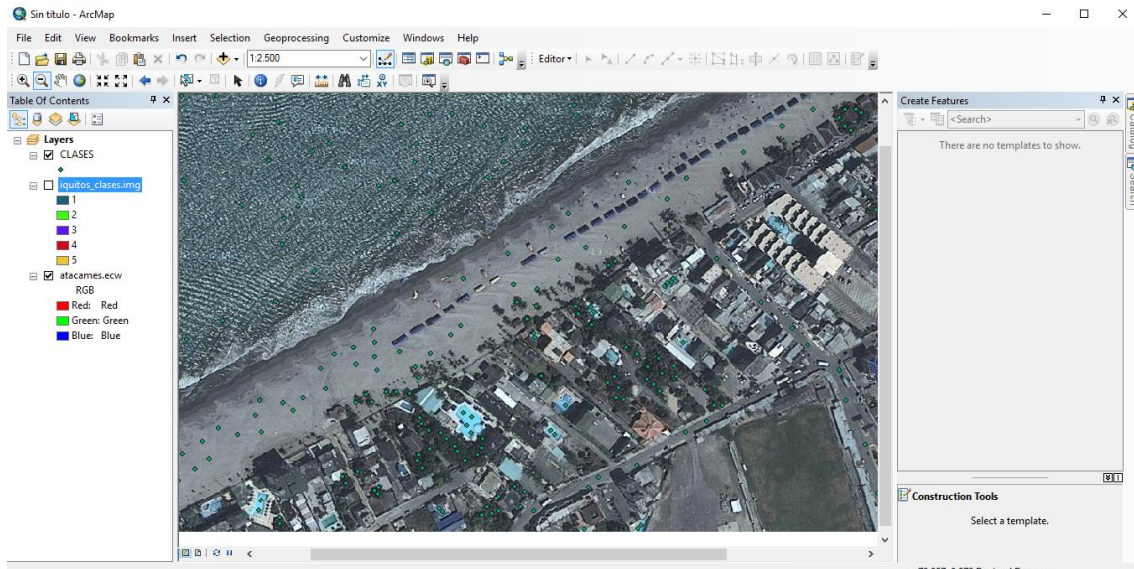 Sin título - ArcMap
File Edit View Bookmarks Insert Selection Geoprocessing Customize Windows Help
1:2.500 Editor
Table Of Contents
Create Features
Layers
<Search>
CLASES
There are no templates to show.
iquitos_clases.img
1
2
3
4
5
atacames.ecw
RGB
Red: Red
Green: Green
Blue: Blue
Catalog
Search
Construction Tools
Select a template.